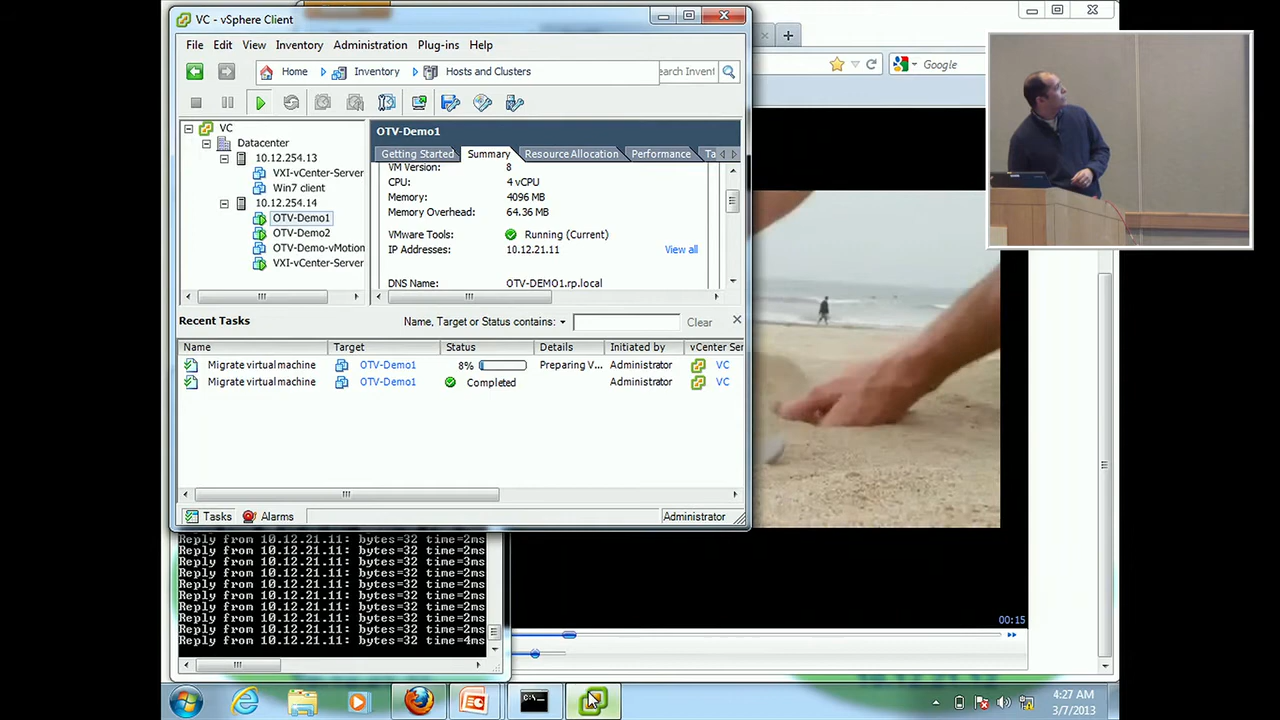 VC - vSphere Client
File Edit View Inventory Administration Plug-ins Help
Home Inventory Hosts and Clusters
earch Invent
Google
VC
Datacenter
10.12.254.13
VXI-vCenter-Server
Win7 client
10.12.254.14
OTV-Demo1
OTV-Demo2
OTV-Demo-vMotion
VXI-vCenter-Server
OTV-Demo1
Getting Started Summary Resource Allocation Performance Ta
VM Version: 8
CPU: 4 vCPU
Memory: 4096 MB
Memory Overhead: 64.36 MB
VMware Tools: Running (Current)
IP Addresses: 10.12.21.11 View all
DNS Name: OTV-DEMO1.rp.local
Recent Tasks Name, Target or Status contains: Clear
Name Target Status Details Initiated by vCenter Ser
Migrate virtual machine OTV-Demo1 8% Preparing V... Administrator VC
Migrate virtual machine OTV-Demo1 Completed Administrator VC
Tasks Alarms Administrator
Reply from 10.12.21.11: bytes=32 time=2ms
Reply from 10.12.21.11: bytes=32 time=2ms
Reply from 10.12.21.11: bytes=32 time=3ms
Reply from 10.12.21.11: bytes=32 time=2ms
Reply from 10.12.21.11: bytes=32 time=2ms
Reply from 10.12.21.11: bytes=32 time=2ms
Reply from 10.12.21.11: bytes=32 time=2ms
Reply from 10.12.21.11: bytes=32 time=2ms
Reply from 10.12.21.11: bytes=32 time=2ms
Reply from 10.12.21.11: bytes=32 time=4ms
00:15
C:\
4:27 AM
3/7/2013